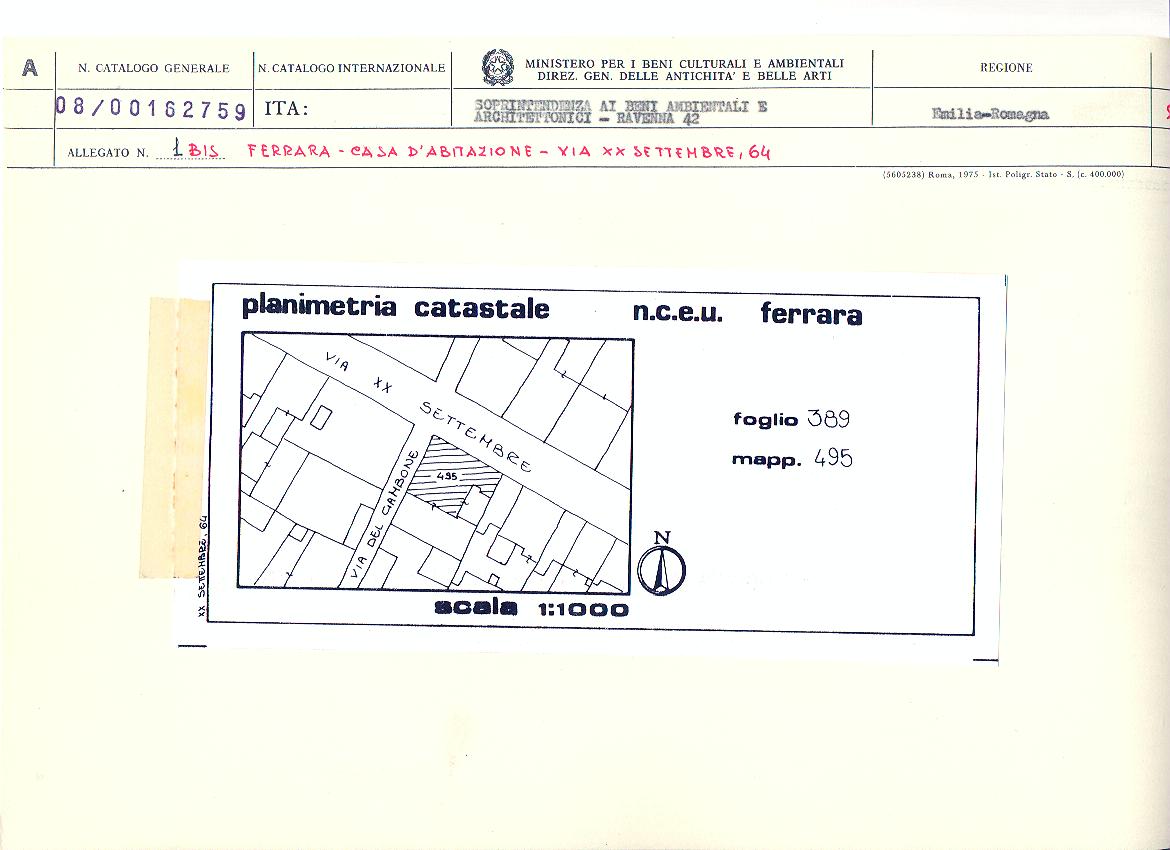 A
N. CATALOGO GENERALE
N. CATALOGO INTERNAZIONALE
MINISTERO PER I BENI CULTURALI E AMBIENTALI
DIREZ. GEN. DELLE ANTICHITA' E BELLE ARTI
REGIONE
08/00162759
ITA:
SOPRINTENDENZA AI BENI AMBIENTALI E
ARCHITETTONICI - RAVENNA 42
Emilia-Romagna
ALLEGATO N. 1 BIS FERRARA - CASA D'ABITAZIONE - VIA XX SETTEMBRE, 64
(5605238) Roma, 1975 - Ist. Poligr. Stato - S. (c. 400.000)
planimetria catastale n.c.e.u. ferrara
VIA XX SETTEMBRE
495
VIA DEL GAMBONE
foglio 389
mapp. 495
N
scala 1:1000
XX SETTEMBRE, 64